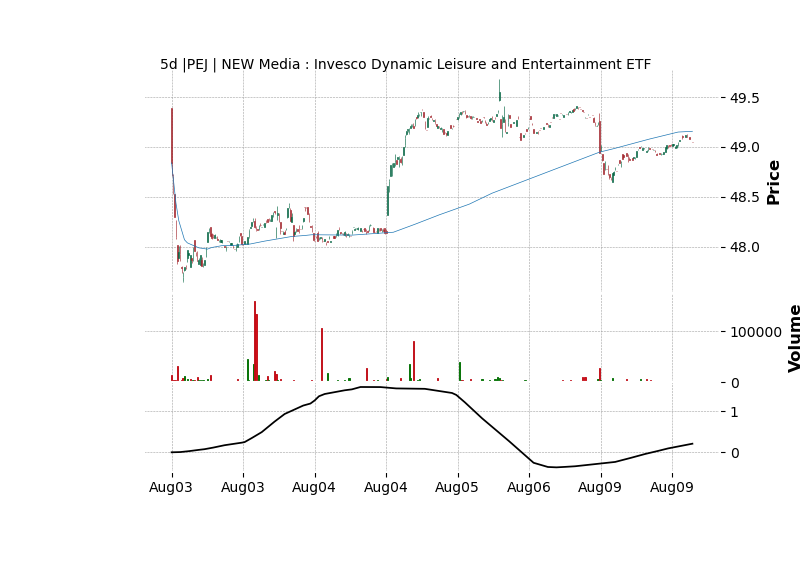 5d |PEJ | NEW Media : Invesco Dynamic Leisure and Entertainment ETF
49.5
49.0
48.5
48.0
Price
100000
0
Volume
1
0
Aug03 Aug03 Aug04 Aug04 Aug05 Aug06 Aug09 Aug09